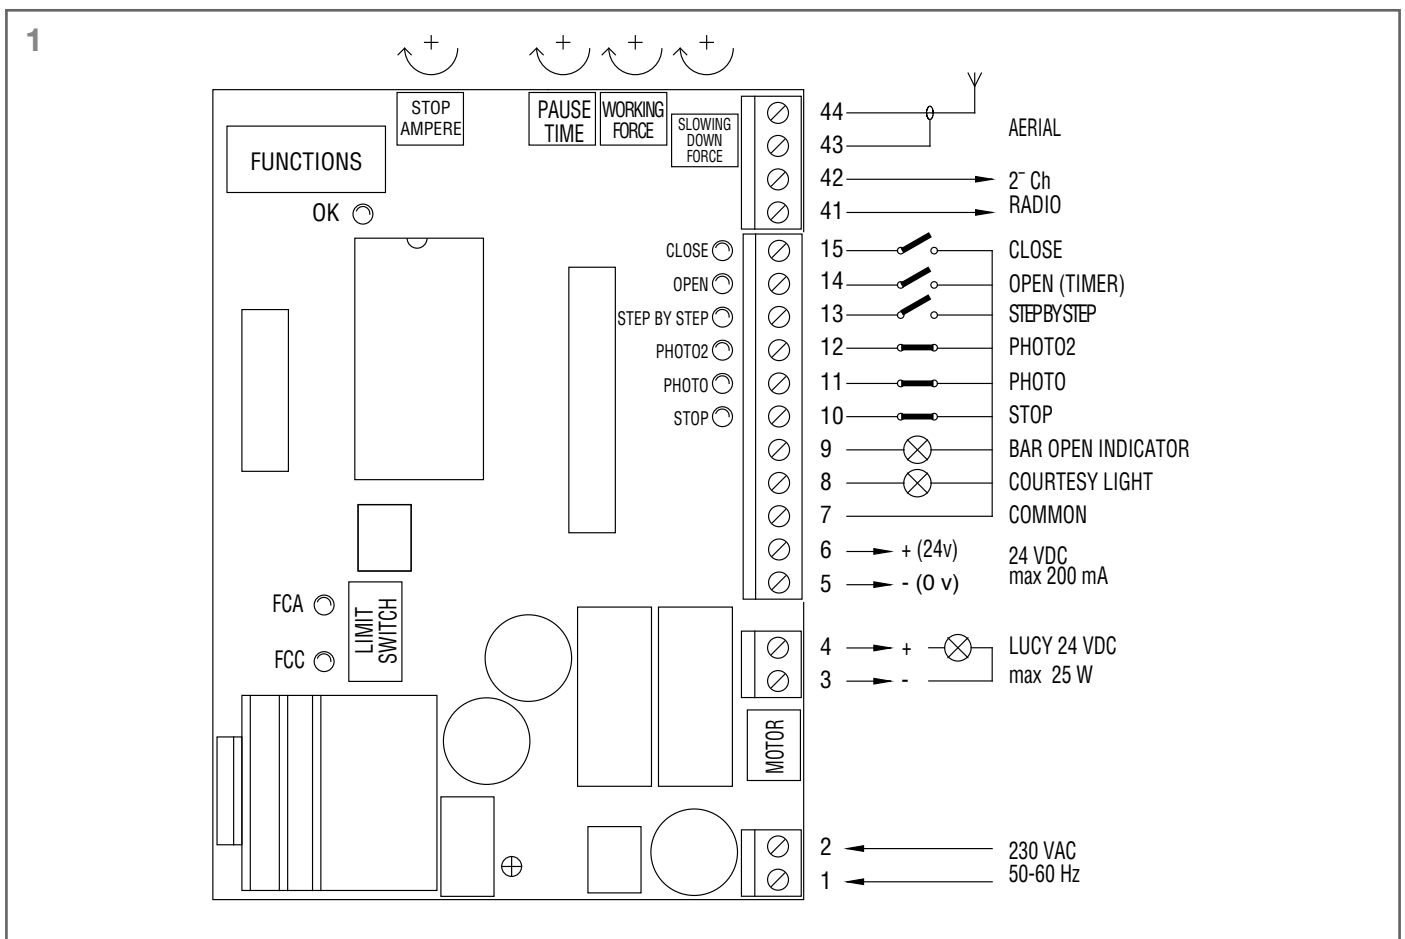 1
+ + + +
STOP
AMPERE
PAUSE
TIME
WORKING
FORCE
SLOWING
DOWN
FORCE
FUNCTIONS
OK
44
43
AERIAL
42
41
2¯ Ch
RADIO
CLOSE 15 CLOSE
OPEN 14 OPEN (TIMER)
STEP BY STEP 13 STEP BY STEP
PHOTO2 12 PHOTO2
PHOTO 11 PHOTO
STOP 10 STOP
9 BAR OPEN INDICATOR
8 COURTESY LIGHT
7 COMMON
6 + (24v)
5 - (0 v)
24 VDC
max 200 mA
FCA
FCC
LIMIT
SWITCH
4 + LUCY 24 VDC
3 - max 25 W
MOTOR
2
1
230 VAC
50-60 Hz